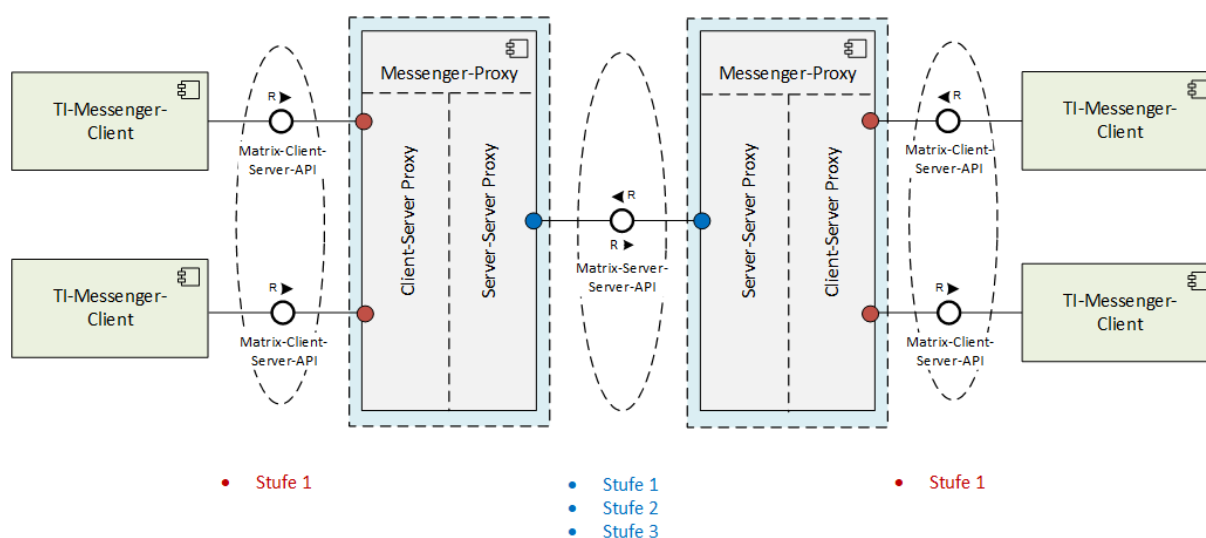 Messenger-Proxy
Messenger-Proxy
TI-Messenger-
Client
R
Matrix-Client-
Server-API
R
Matrix-Client-
Server-API
TI-Messenger-
Client
Client-Server Proxy
Server-Server Proxy
R
R
Matrix-Server-
Server-API
Server-Server Proxy
Client-Server Proxy
TI-Messenger-
Client
R
Matrix-Client-
Server-API
R
Matrix-Client-
Server-API
TI-Messenger-
Client
• Stufe 1
• Stufe 1
• Stufe 2
• Stufe 3
• Stufe 1